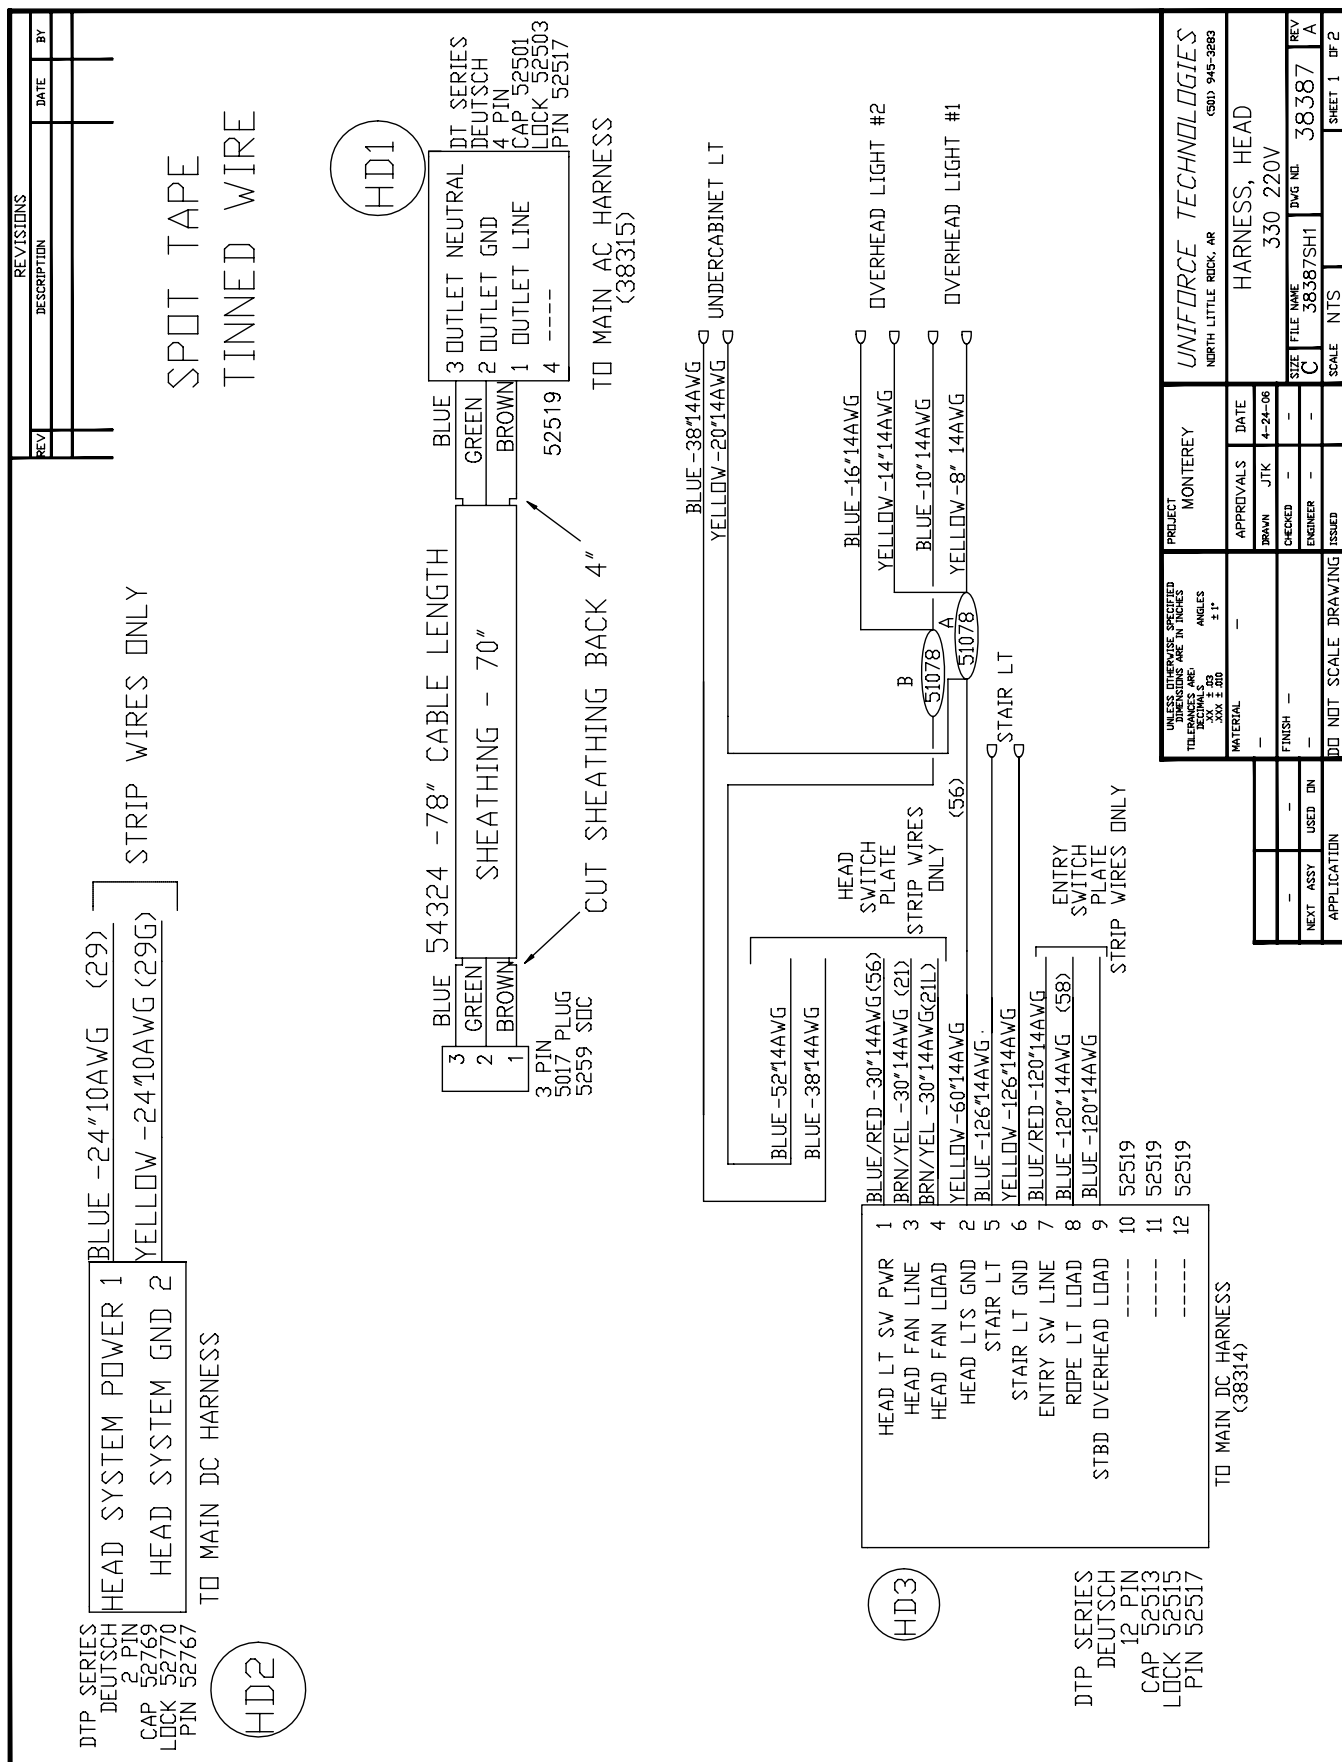 REVISIONS
REV
DESCRIPTION
DATE
BY
SPOT TAPE
TINNED WIRE
DTP SERIES
DEUTSCH
2 PIN
CAP 52769
LOCK 52770
PIN 52767
HD2
HEAD SYSTEM POWER 1
HEAD SYSTEM GND 2
TO MAIN DC HARNESS
BLUE -24"10AWG (29)
YELLOW -24"10AWG(29G)
STRIP WIRES ONLY
HD1
DT SERIES
DEUTSCH
4 PIN
CAP 52501
LOCK 52503
PIN 52517
3 OUTLET NEUTRAL
2 OUTLET GND
1 OUTLET LINE
4 ----
52519
TO MAIN AC HARNESS
(38315)
BLUE
GREEN
BROWN
54324 -78" CABLE LENGTH
SHEATHING - 70"
CUT SHEATHING BACK 4"
BLUE
GREEN
BROWN
3
2
1
3 PIN
5017 PLUG
5259 SOC
BLUE-38"14AWG
YELLOW-20"14AWG
UNDERCABINET LT
BLUE-16"14AWG
YELLOW-14"14AWG
OVERHEAD LIGHT #2
BLUE-10"14AWG
YELLOW-8" 14AWG
OVERHEAD LIGHT #1
B
51078
A
51078
STAIR LT
(56)
HEAD
SWITCH
PLATE
STRIP WIRES
ONLY
BLUE-52"14AWG
BLUE-38"14AWG
BLUE/RED -30"14AWG(56)
BRN/YEL -30"14AWG (21)
BRN/YEL -30"14AWG(21L)
YELLOW-60"14AWG
BLUE-126"14AWG.
YELLOW-126"14AWG
BLUE/RED-120"14AWG
BLUE-120"14AWG (58)
BLUE-120"14AWG
52519
52519
52519
ENTRY
SWITCH
PLATE
STRIP WIRES ONLY
HD3
HEAD LT SW PWR 1
HEAD FAN LINE 3
HEAD FAN LOAD 4
HEAD LTS GND 2
STAIR LT 5
STAIR LT GND 6
ENTRY SW LINE 7
ROPE LT LOAD 8
STBD OVERHEAD LOAD 9
----- 10
----- 11
----- 12
TO MAIN DC HARNESS
(38314)
DTP SERIES
DEUTSCH
12 PIN
CAP 52513
LOCK 52515
PIN 52517
- -
NEXT ASSY USED ON
APPLICATION
UNLESS OTHERWISE SPECIFIED
DIMENSIONS ARE IN INCHES
TOLERANCES ARE:
DECIMALS ANGLES
.XX ± .03 ± 1°
.XXX ± .010
MATERIAL -
-
FINISH -
-
DO NOT SCALE DRAWING
PROJECT
MONTEREY
APPROVALS DATE
DRAWN JTK 4-24-06
CHECKED - -
ENGINEER - -
ISSUED
UNIFORCE TECHNOLOGIES
NORTH LITTLE ROCK, AR (501) 945-3283
HARNESS, HEAD
330 220V
SIZE C
FILE NAME 38387SH1
DWG NO. 38387
REV A
SCALE NTS
SHEET 1 OF 2